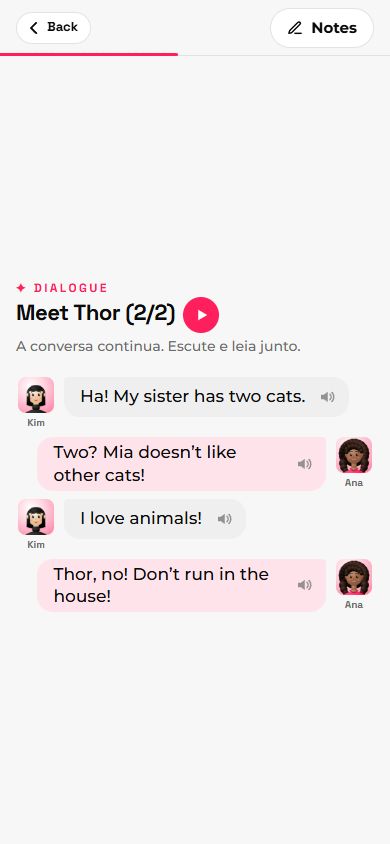 Back
Notes
DIALOGUE
Meet Thor (2/2)
A conversa continua. Escute e leia junto.
Ha! My sister has two cats.
Kim
Two? Mia doesn't like
other cats!
Ana
I love animals!
Kim
Thor, no! Don't run in the
house!
Ana